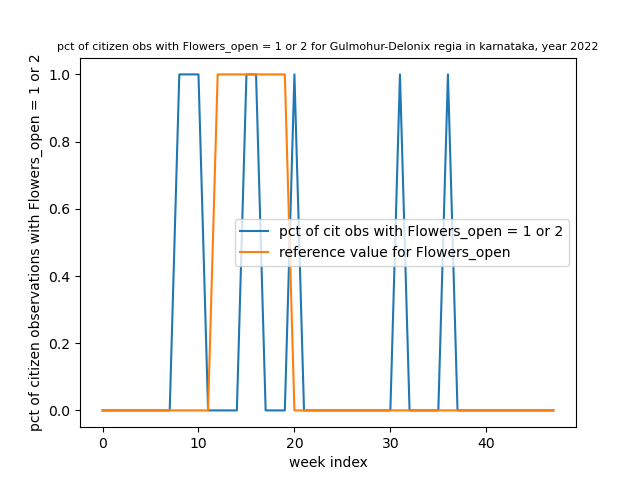 pct of citizen obs with Flowers_open = 1 or 2 for Gulmohur-Delonix regia in karnataka, year 2022
pct of citizen observations with Flowers_open = 1 or 2
1.0
0.8
0.6
0.4
0.2
0.0
pct of cit obs with Flowers_open = 1 or 2
reference value for Flowers_open
0 10 20 30 40
week index